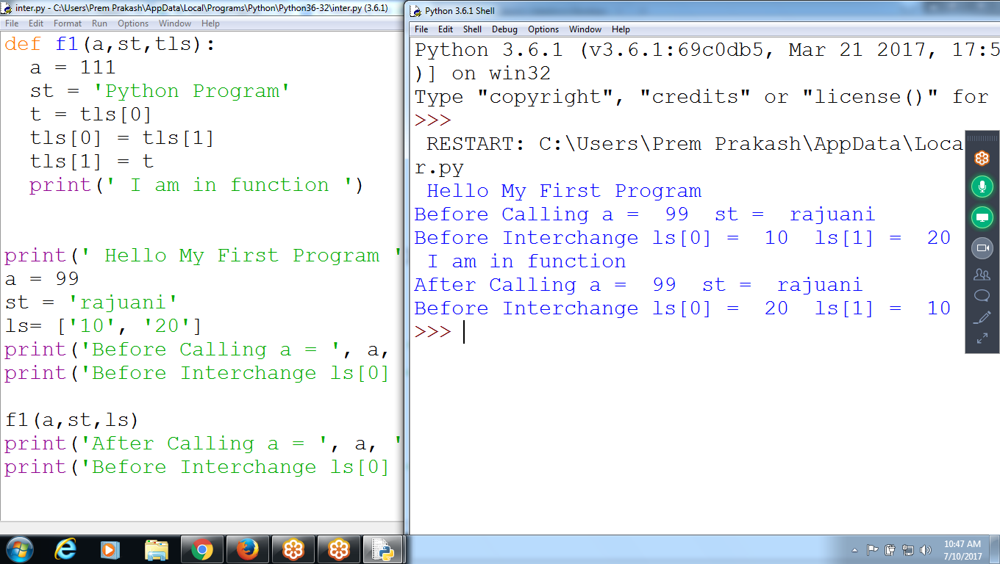 inter.py - C:\Users\Prem Prakash\AppData\Local\Programs\Python\Python36-32\inter.py (3.6.1)
File Edit Format Run Options Window Help
def f1(a,st,tls):
  a = 111
  st = 'Python Program'
  t = tls[0]
  tls[0] = tls[1]
  tls[1] = t
  print(' I am in function ')
print(' Hello My First Program '
a = 99
st = 'rajuani'
ls= ['10', '20']
print('Before Calling a = ', a,
print('Before Interchange ls[0]
f1(a,st,ls)
print('After Calling a = ', a, '
print('Before Interchange ls[0]
Python 3.6.1 Shell
File Edit Shell Debug Options Window Help
Python 3.6.1 (v3.6.1:69c0db5, Mar 21 2017, 17:5
)] on win32
Type "copyright", "credits" or "license()" for
>>>
 RESTART: C:\Users\Prem Prakash\AppData\Loca
r.py
 Hello My First Program
Before Calling a =  99  st =  rajuani
Before Interchange ls[0] =  10  ls[1] =  20
 I am in function
After Calling a =  99  st =  rajuani
Before Interchange ls[0] =  20  ls[1] =  10
>>>
10:47 AM
7/10/2017